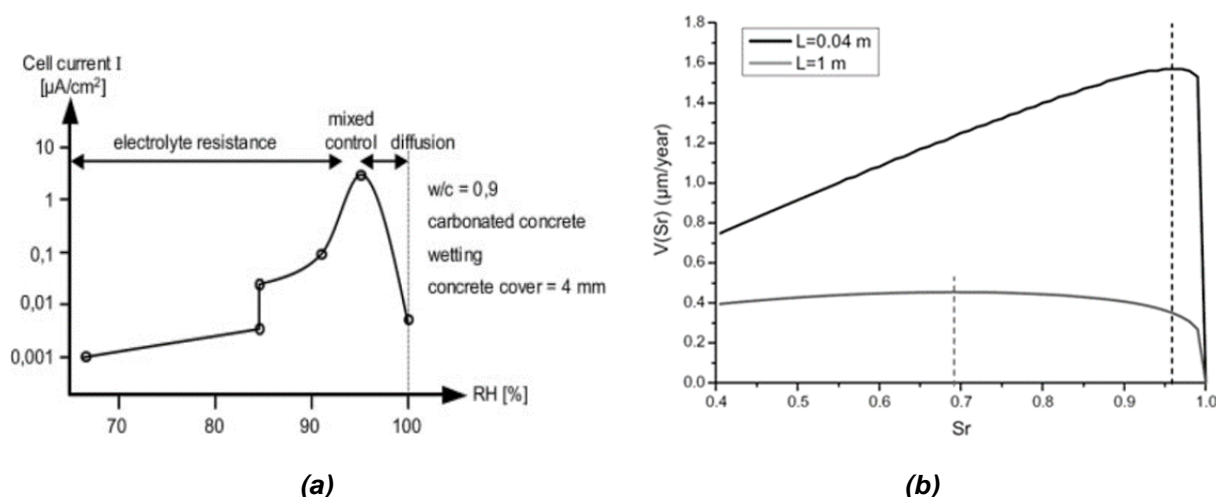 Cell current I
[µA/cm²]
mixed
control
electrolyte resistance
diffusion
10
1
0,1
0,01
0,001
w/c = 0,9
carbonated concrete
wetting
concrete cover = 4 mm
RH [%]
70
80
90
100
(a)
1.8
1.6
1.4
1.2
1.0
0.8
0.6
0.4
0.2
0.0
V(Sr) (µm/year)
L=0.04 m
L=1 m
0.4
0.5
0.6
0.7
0.8
0.9
1.0
Sr
(b)